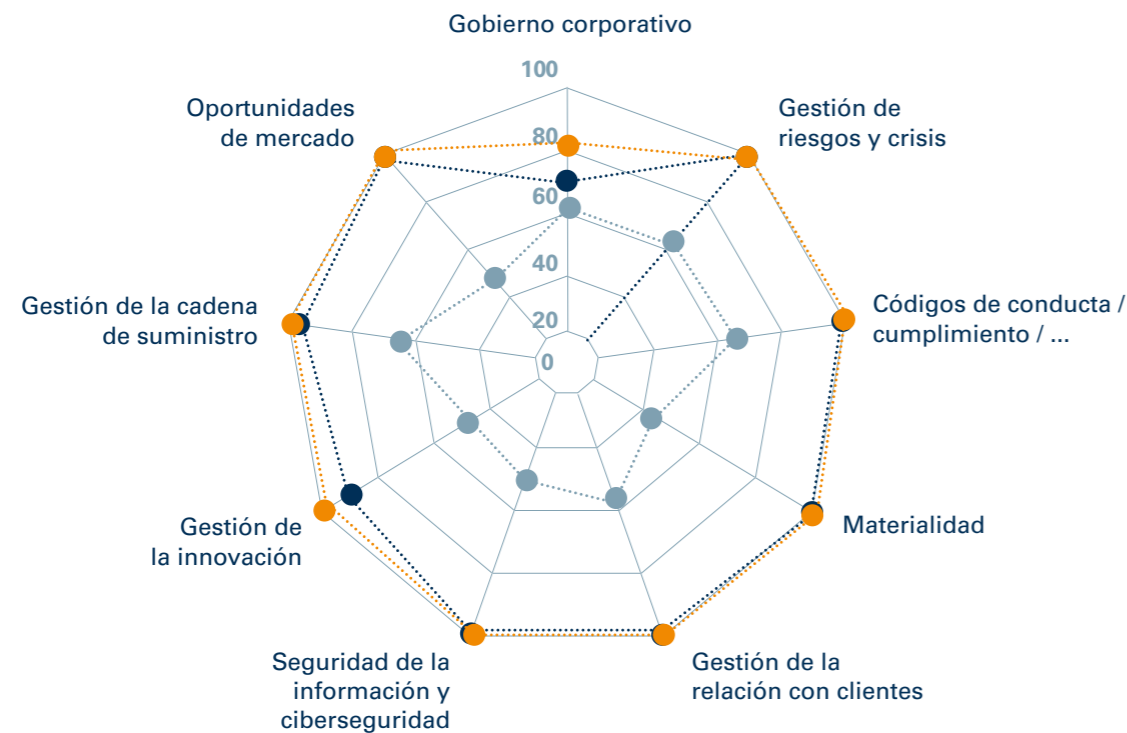 Gobierno corporativo
100
Oportunidades
de mercado
Gestión de
riesgos y crisis
80
60
40
Gestión de la cadena
de suministro
Códigos de conducta /
cumplimiento / ...
20
0
Gestión de
la innovación
Materialidad
Seguridad de la
información y
ciberseguridad
Gestión de la
relación con clientes